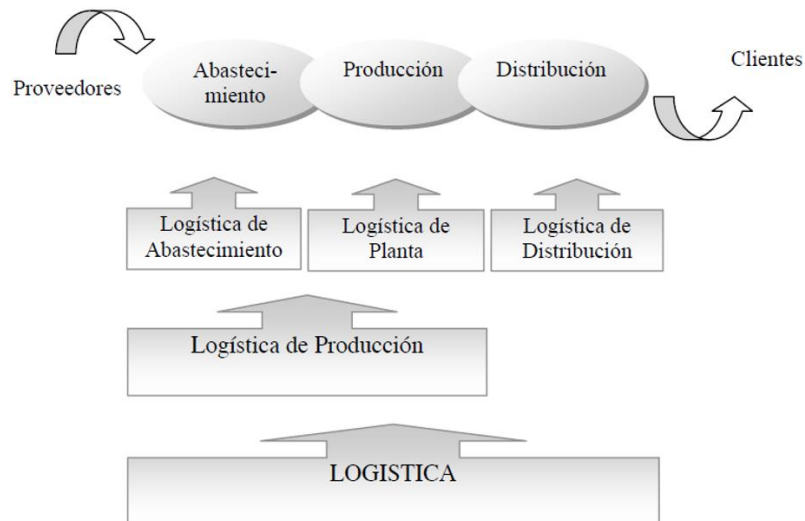 Proveedores
Abasteci-
miento
Producción
Distribución
Clientes
Logística de
Abastecimiento
Logística de
Planta
Logística de
Distribución
Logística de Producción
LOGISTICA